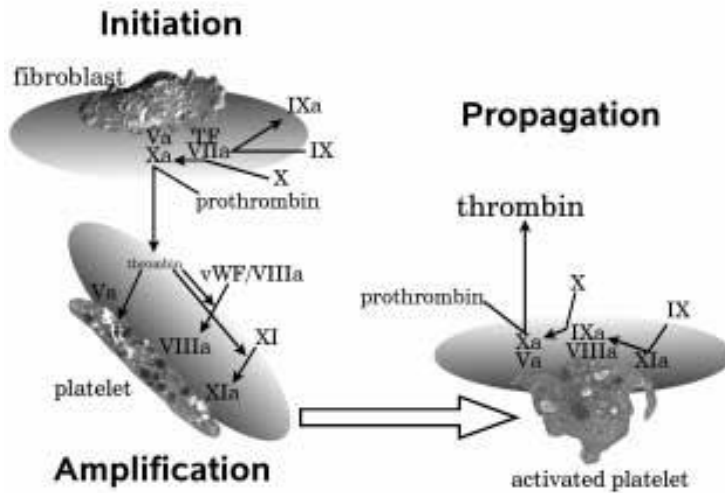 Initiation
fibroblast
IXa
Va TF
Xa VIIa
IX
X
prothrombin
thrombin
vWF/VIIIa
Va
VIIIa
XI
XIa
platelet
Amplification
Propagation
thrombin
X
prothrombin
IX
Xa IXa
Va VIIIa XIa
activated platelet